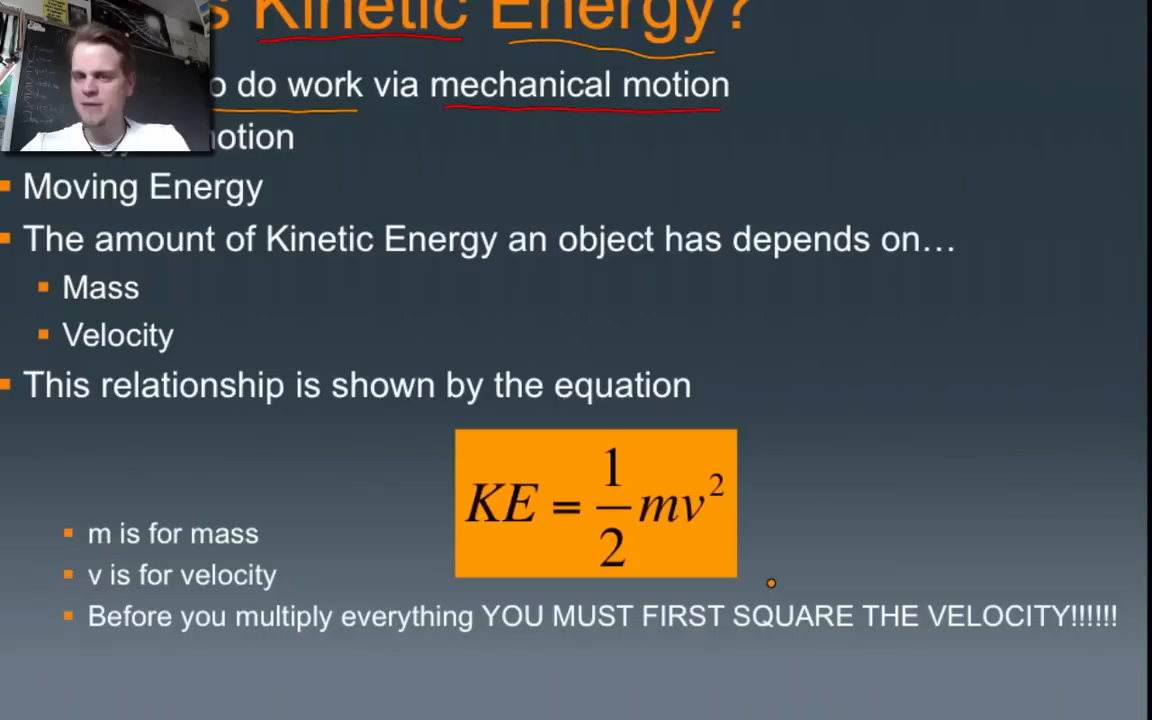 s Kinetic Energy?
o do work via mechanical motion
motion
Moving Energy
The amount of Kinetic Energy an object has depends on…
Mass
Velocity
This relationship is shown by the equation
KE = 1/2 mv²
m is for mass
v is for velocity
Before you multiply everything YOU MUST FIRST SQUARE THE VELOCITY!!!!!!